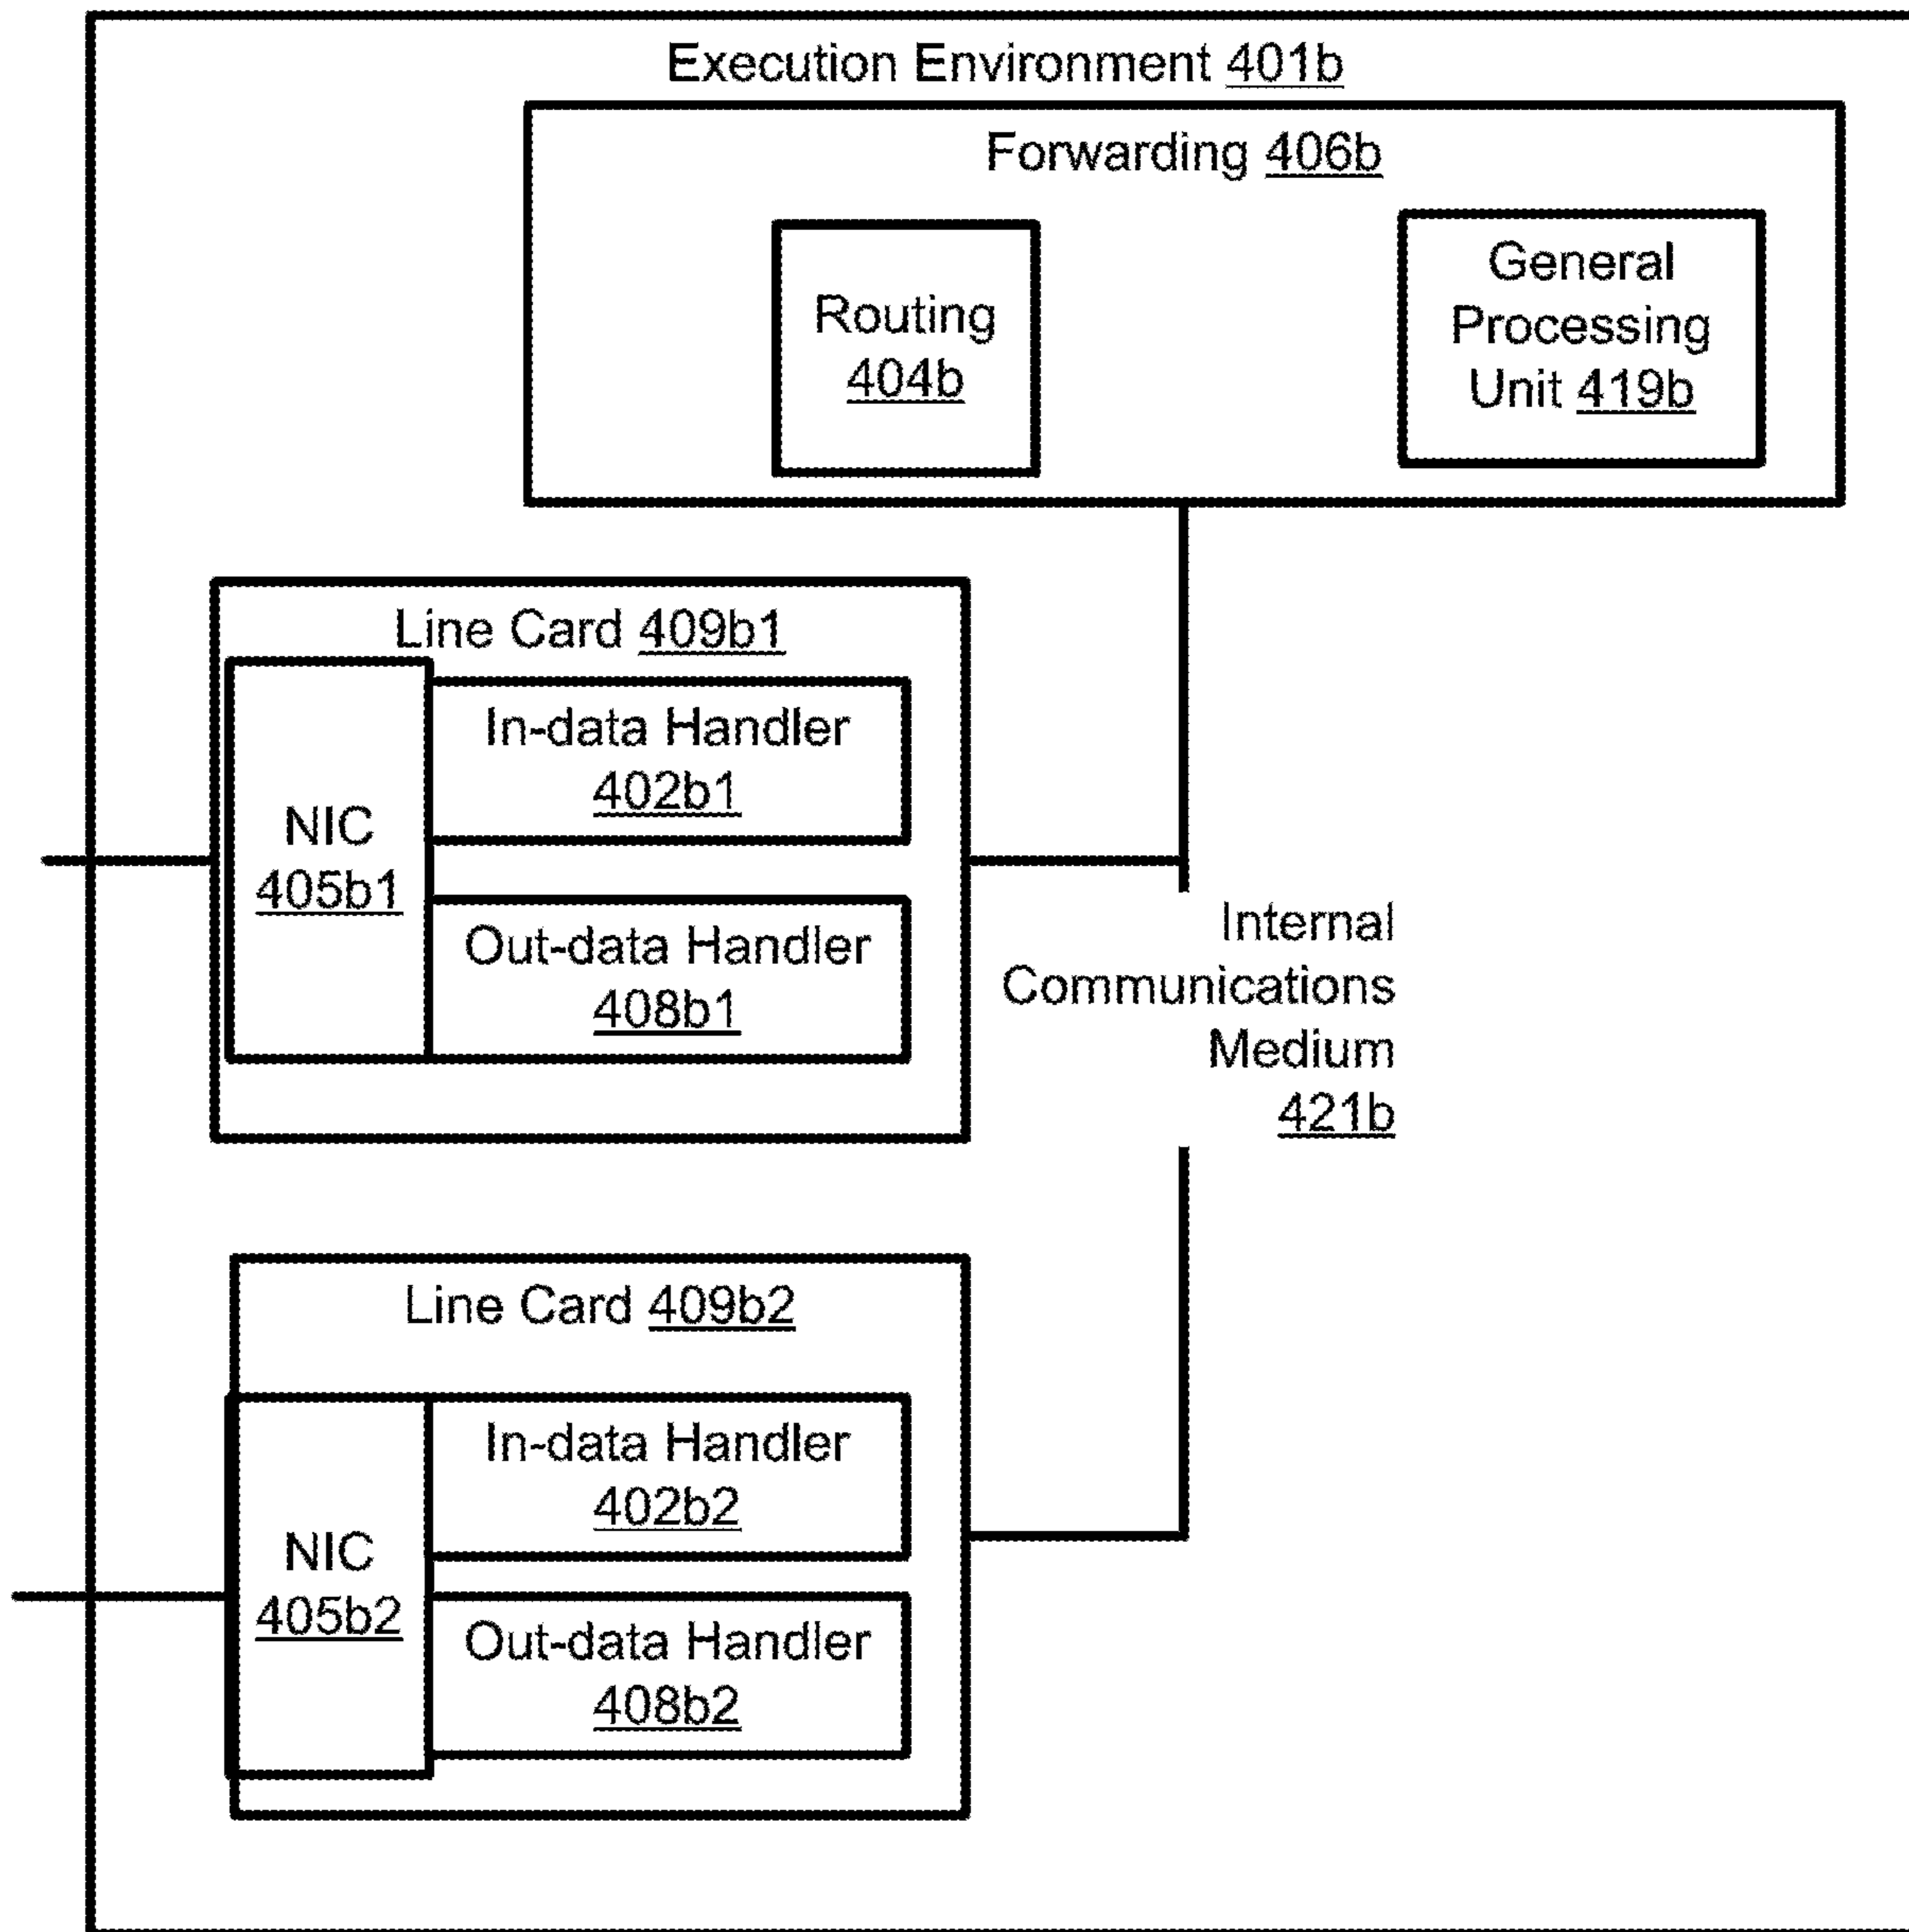 Execution Environment 401b
Forwarding 406b
Routing
404b
General
Processing
Unit 419b
Line Card 409b1
NIC
405b1
In-data Handler
402b1
Out-data Handler
408b1
Internal
Communications
Medium
421b
Line Card 409b2
NIC
405b2
In-data Handler
402b2
Out-data Handler
408b2